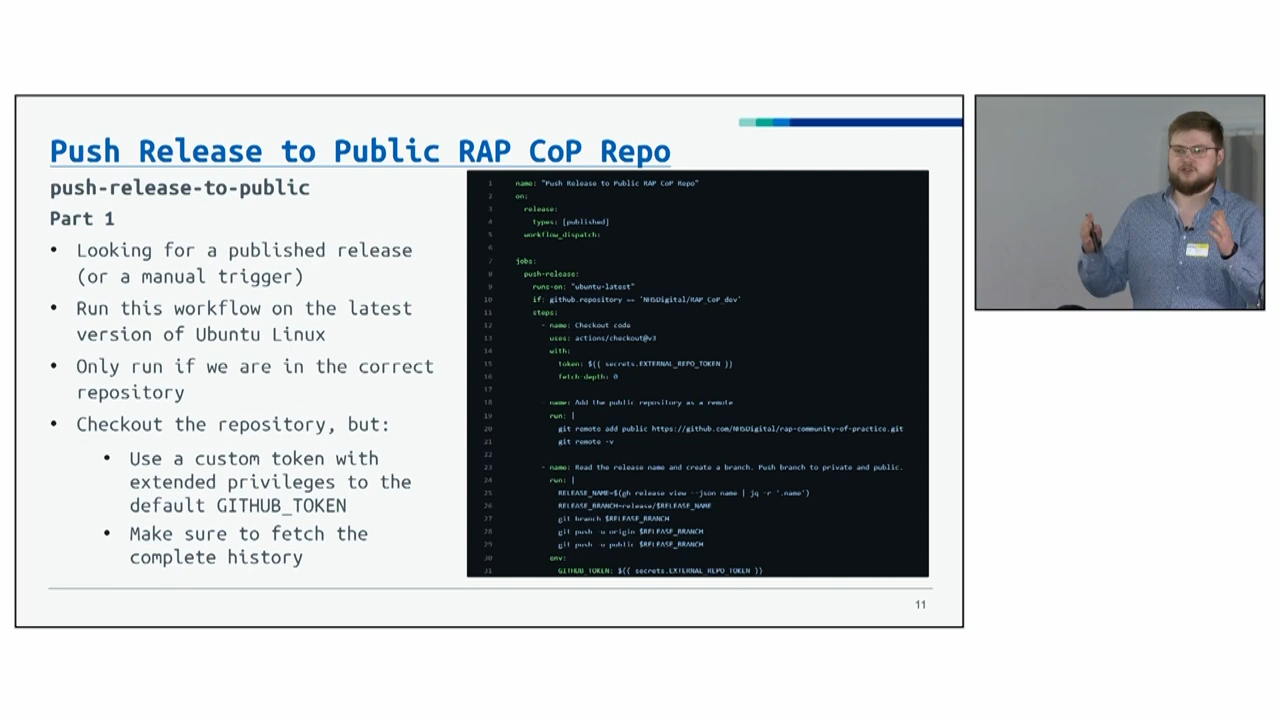 Push Release to Public RAP CoP Repo
push-release-to-public
Part 1
• Looking for a published release
(or a manual trigger)
• Run this workflow on the latest
version of Ubuntu Linux
• Only run if we are in the correct
repository
• Checkout the repository, but:
• Use a custom token with
extended privileges to the
default GITHUB_TOKEN
• Make sure to fetch the
complete history
1 name: "Push Release to Public RAP CoP Repo"
2 on:
3 release:
4 types: [published]
5 workflow_dispatch:
6
7 jobs:
8 push-release:
9 runs-on: "ubuntu-latest"
10 if: github.repository == 'NHSDigital/RAP_CoP_dev'
11 steps:
12 - name: Checkout code
13 uses: actions/checkout@v3
14 with:
15 token: ${{ secrets.EXTERNAL_REPO_TOKEN }}
16 fetch-depth: 0
17
18 - name: Add the public repository as a remote
19 run: |
20 git remote add public https://github.com/NHSDigital/rap-community-of-practice.git
21 git remote -v
22
23 - name: Read the release name and create a branch. Push branch to private and public.
24 run: |
25 RELEASE_NAME=$(gh release view --json name | jq -r '.name')
26 RELEASE_BRANCH=release/$RELEASE_NAME
27 git branch $RELEASE_BRANCH
28 git push -u origin $RELEASE_BRANCH
29 git push -u public $RELEASE_BRANCH
30 env:
31 GITHUB_TOKEN: ${{ secrets.EXTERNAL_REPO_TOKEN }}
11